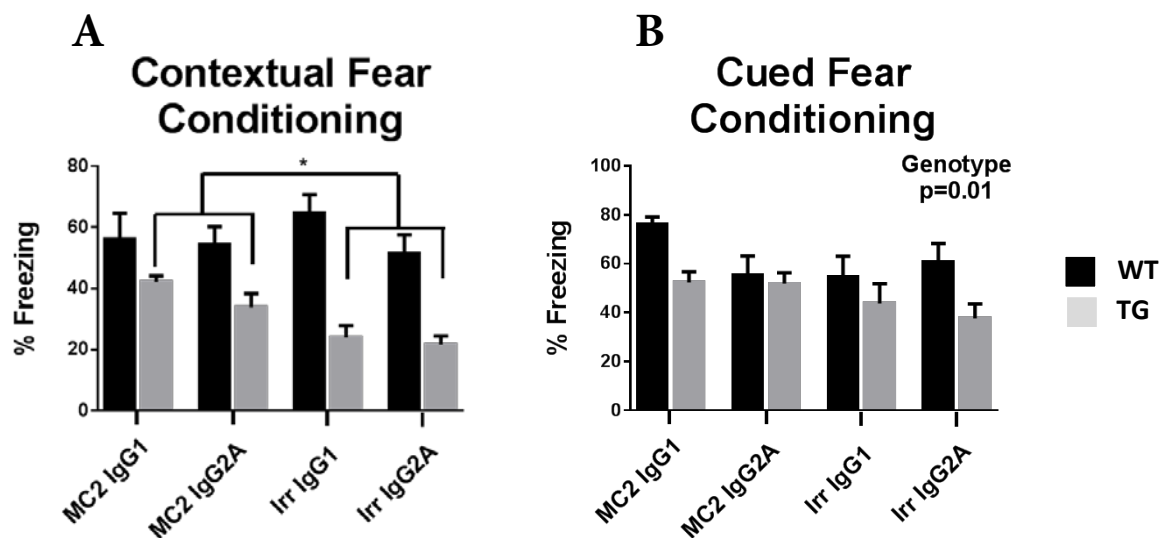 A
Contextual Fear
Conditioning
% Freezing
80
60
40
20
0
*
MC2 IgG1
MC2 IgG2A
Irr IgG1
Irr IgG2A
B
Cued Fear
Conditioning
% Freezing
100
80
60
40
20
0
Genotype
p=0.01
MC2 IgG1
MC2 IgG2A
Irr IgG1
Irr IgG2A
WT
TG